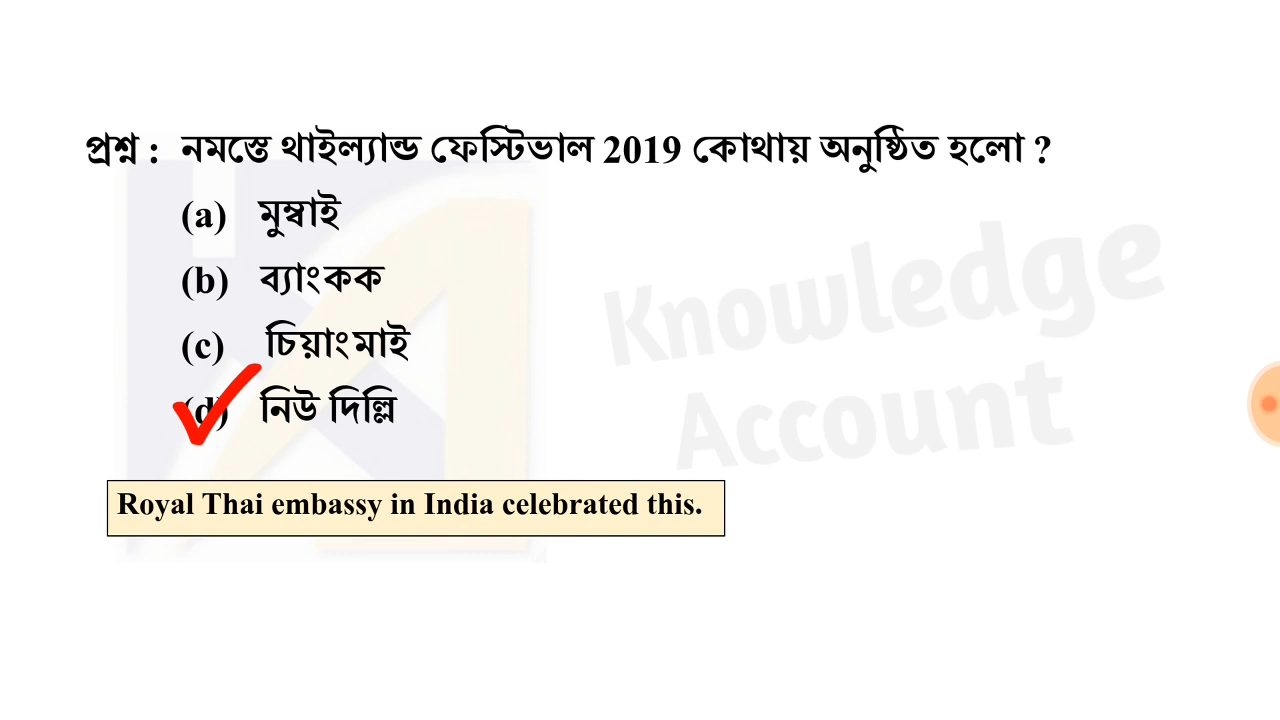 প্রশ্ন : নমস্তে থাইল্যান্ড ফেস্টিভাল 2019 কোথায় অনুষ্ঠিত হলো ?
(a) মুম্বাই
(b) ব্যাংকক
(c) চিয়াংমাই
(d) নিউ দিল্লি
Royal Thai embassy in India celebrated this.
Knowledge
Account